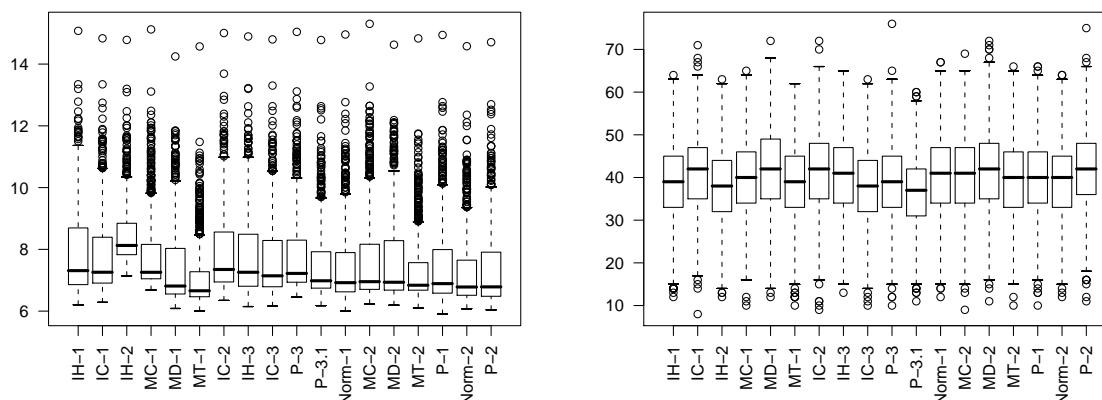 14
12
10
8
6
IH−1
IC−1
IH−2
MC−1
MD−1
MT−1
IC−2
IH−3
IC−3
P−3
P−3.1
Norm−1
MC−2
MD−2
MT−2
P−1
Norm−2
P−2
70
60
50
40
30
20
10
IH−1
IC−1
IH−2
MC−1
MD−1
MT−1
IC−2
IH−3
IC−3
P−3
P−3.1
Norm−1
MC−2
MD−2
MT−2
P−1
Norm−2
P−2